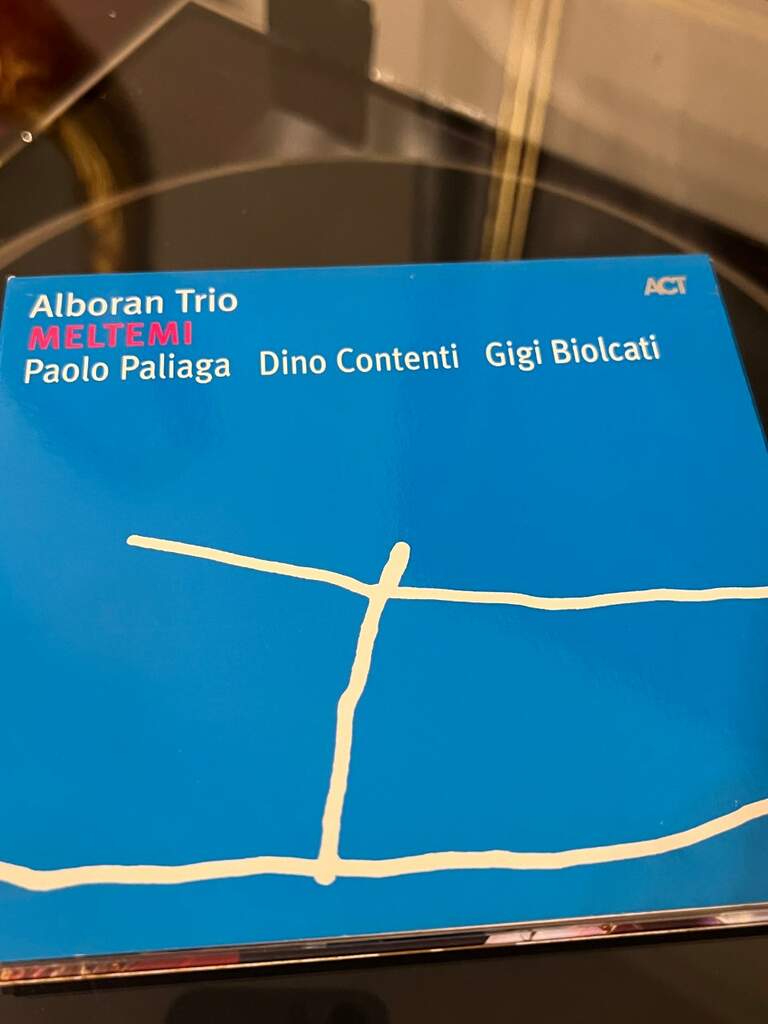 Alboran Trio
ACT
MELTEMI
Paolo Paliaga Dino Contenti Gigi Biolcati